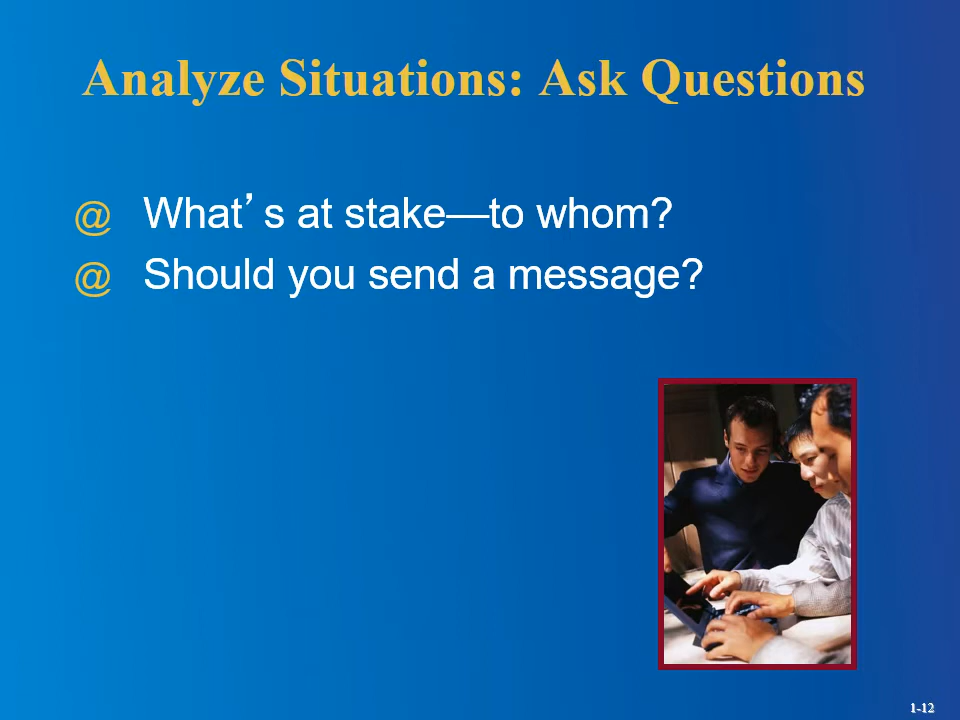 Analyze Situations: Ask Questions
@ What’s at stake—to whom?
@ Should you send a message?
1-12